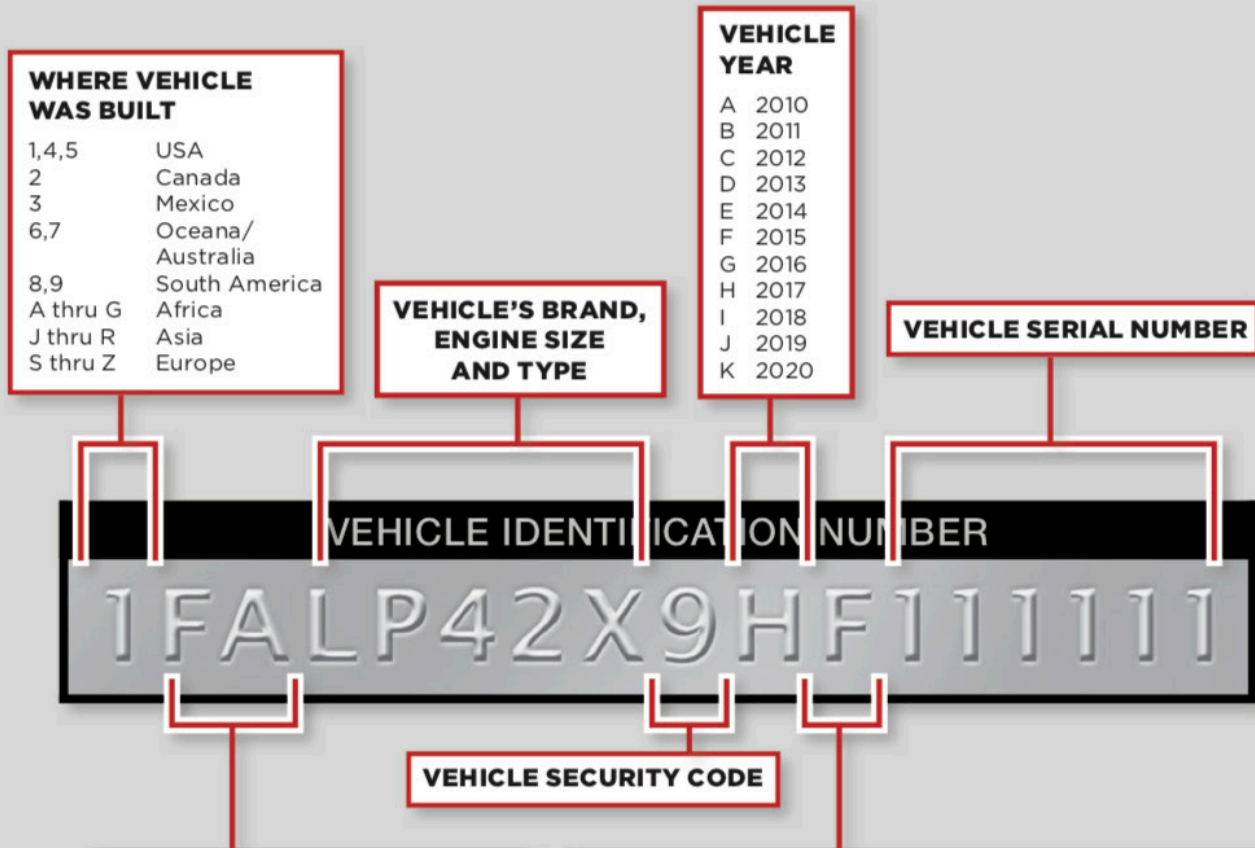 WHERE VEHICLE
WAS BUILT
1,4,5 USA
2 Canada
3 Mexico
6,7 Oceana/
Australia
8,9 South America
A thru G Africa
J thru R Asia
S thru Z Europe
VEHICLE'S BRAND,
ENGINE SIZE
AND TYPE
VEHICLE
YEAR
A 2010
B 2011
C 2012
D 2013
E 2014
F 2015
G 2016
H 2017
I 2018
J 2019
K 2020
VEHICLE SERIAL NUMBER
VEHICLE IDENTIFICATION NUMBER
1FALP42X9HF111111
VEHICLE SECURITY CODE